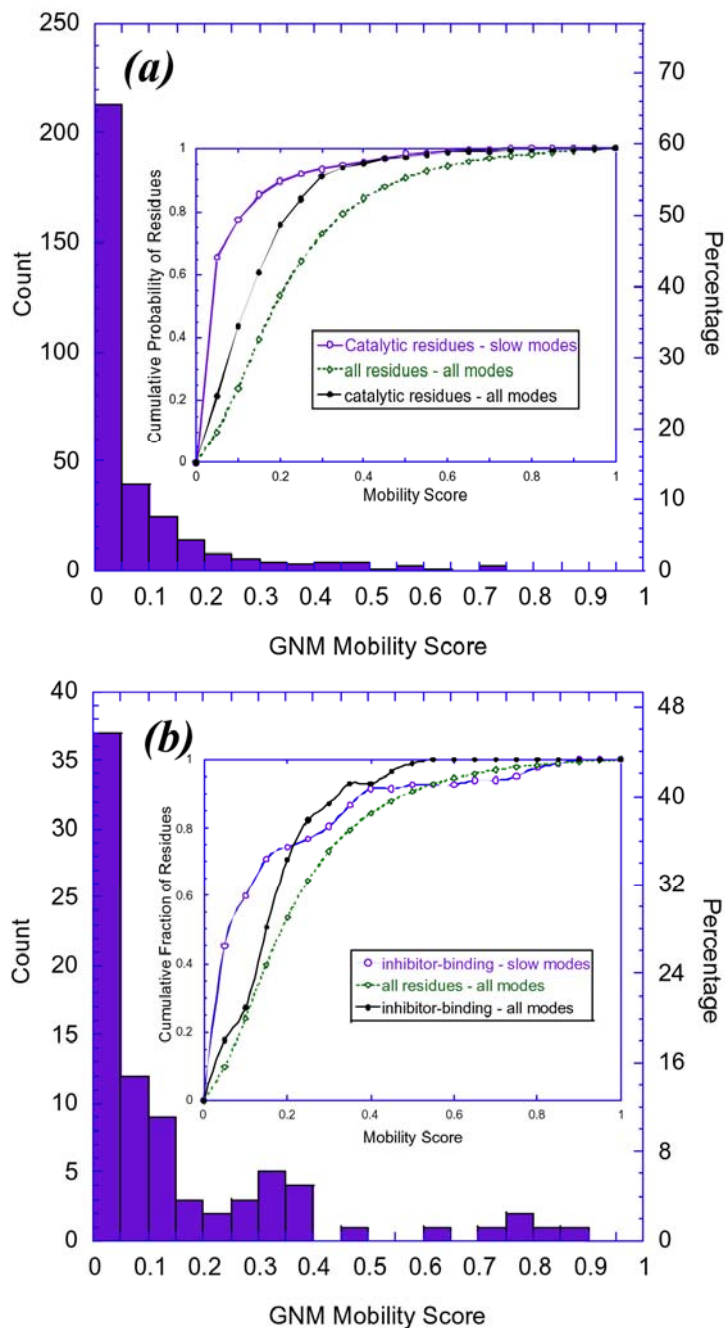 (a)
250
200
150
100
50
0
Count
70
60
50
40
30
20
10
0
Percentage
1
0.8
0.6
0.4
0.2
0
Cumulative Probability of Residues
Catalytic residues - slow modes
all residues - all modes
catalytic residues - all modes
0 0.2 0.4 0.6 0.8 1
Mobility Score
0 0.1 0.2 0.3 0.4 0.5 0.6 0.7 0.8 0.9 1
GNM Mobility Score
(b)
40
35
30
25
20
15
10
5
0
Count
48
40
32
24
16
8
0
Percentage
1
0.8
0.6
0.4
0.2
0
Cumulative Fraction of Residues
inhibitor-binding - slow modes
all residues - all modes
inhibitor-binding - all modes
0 0.2 0.4 0.6 0.8 1
Mobility Score
0 0.1 0.2 0.3 0.4 0.5 0.6 0.7 0.8 0.9 1
GNM Mobility Score